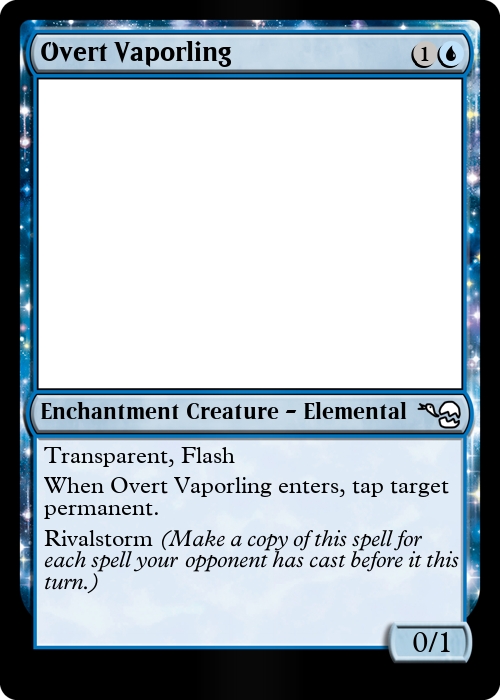 Overt Vaporling
1
Enchantment Creature – Elemental
Transparent, Flash
When Overt Vaporling enters, tap target
permanent.
Rivalstorm (Make a copy of this spell for
each spell your opponent has cast before it this
turn.)
0/1